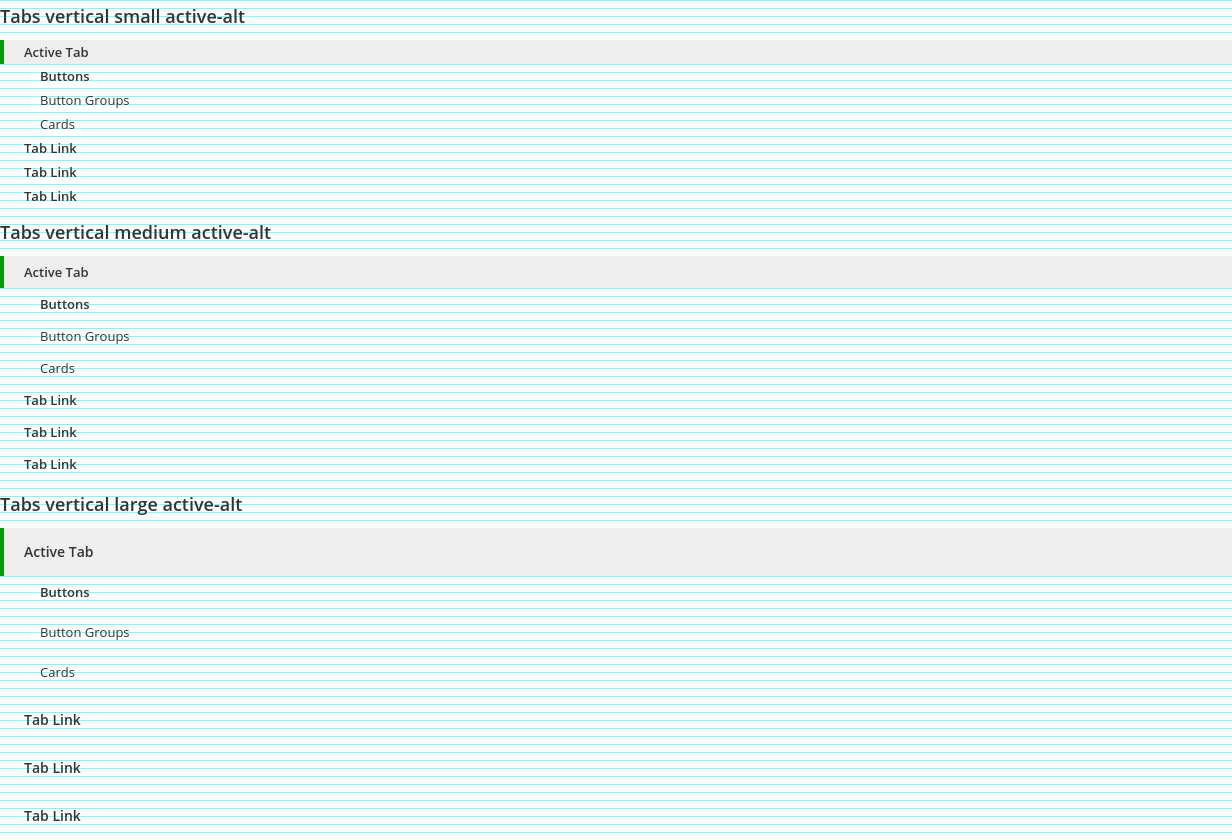 Tabs vertical small active-alt
Active Tab
Buttons
Button Groups
Cards
Tab Link
Tab Link
Tab Link
Tabs vertical medium active-alt
Active Tab
Buttons
Button Groups
Cards
Tab Link
Tab Link
Tab Link
Tabs vertical large active-alt
Active Tab
Buttons
Button Groups
Cards
Tab Link
Tab Link
Tab Link